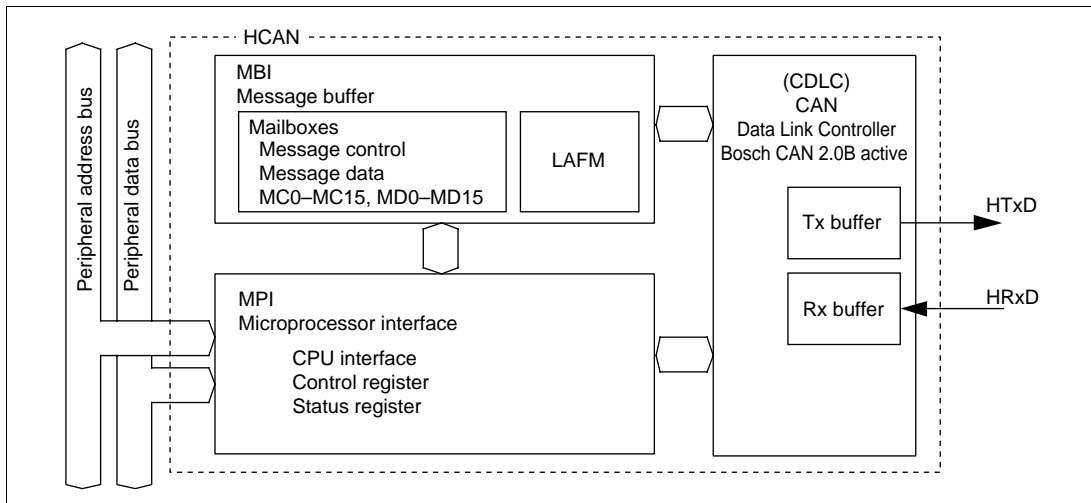 HCAN
Peripheral address bus
Peripheral data bus
MBI
Message buffer
Mailboxes
Message control
Message data
MC0–MC15, MD0–MD15
LAFM
MPI
Microprocessor interface
CPU interface
Control register
Status register
(CDLC)
CAN
Data Link Controller
Bosch CAN 2.0B active
Tx buffer
HTxD
Rx buffer
HRxD